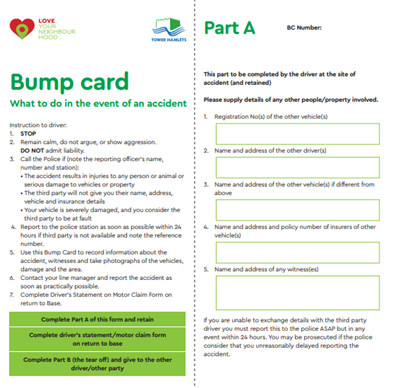 LOVE
YOUR
NEIGHBOUR
HOOD
TOWER HAMLETS
Bump card
What to do in the event of an accident
Instruction to driver:
1. STOP
2. Remain calm, do not argue, or show aggression.
DO NOT admit liability.
3. Call the Police if (note the reporting officer's name,
number and station):
• The accident results in injuries to any person or animal or
serious damage to vehicles or property
• The third party will not give you their name, address,
vehicle and insurance details
• Your vehicle is severely damaged, and you consider the
third party to be at fault
4. Report to the police station as soon as possible within 24
hours if third party is not available and note the reference
number.
5. Use this Bump Card to record information about the
accident, witnesses and take photographs of the vehicles,
damage and the area.
6. Contact your line manager and report the accident as
soon as practically possible.
7. Complete Driver's Statement on Motor Claim Form on
return to Base.
Complete Part A of this form and retain
Complete driver's statement/motor claim form
on return to base
Complete Part B (the tear off) and give to the other
driver/other party
Part A
BC Number:
This part to be completed by the driver at the site of
accident (and retained)
Please supply details of any other people/property involved.
1. Registration No(s) of the other vehicle(s)
2. Name and address of the other driver(s)
3. Name and address of the other vehicle(s) if different from
above
4. Name and address and policy number of insurers of other
vehicle(s)
5. Name and address of any witness(es)
If you are unable to exchange details with the third party
driver you must report this to the police ASAP but in any
event within 24 hours. You may be prosecuted if the police
consider that you unreasonably delayed reporting the
accident.